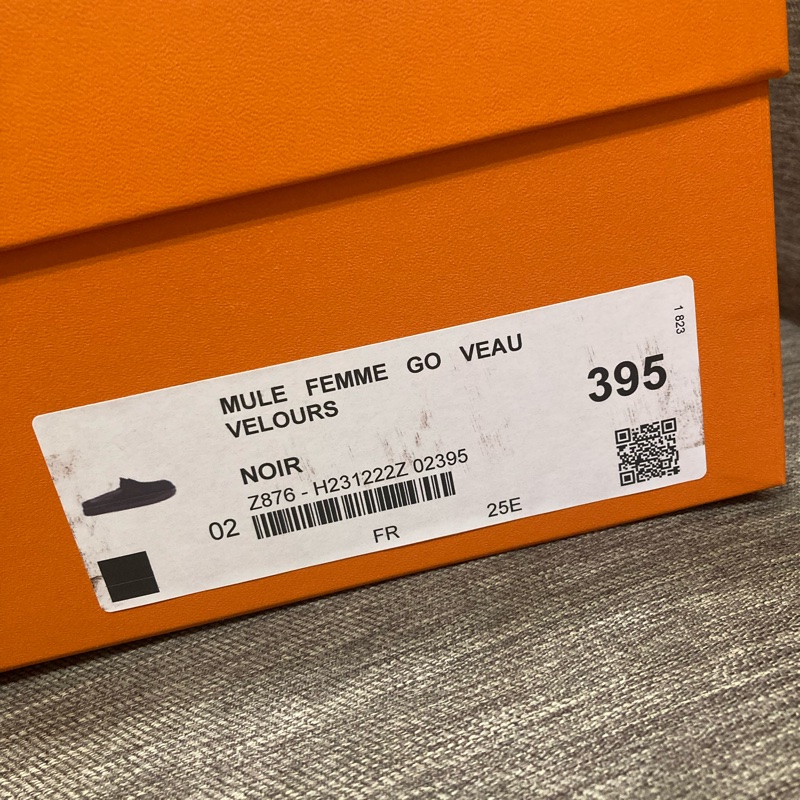 1 823
MULE FEMME GO VEAU
VELOURS
395
NOIR
Z876 - H231222Z 02395
02
FR
25E